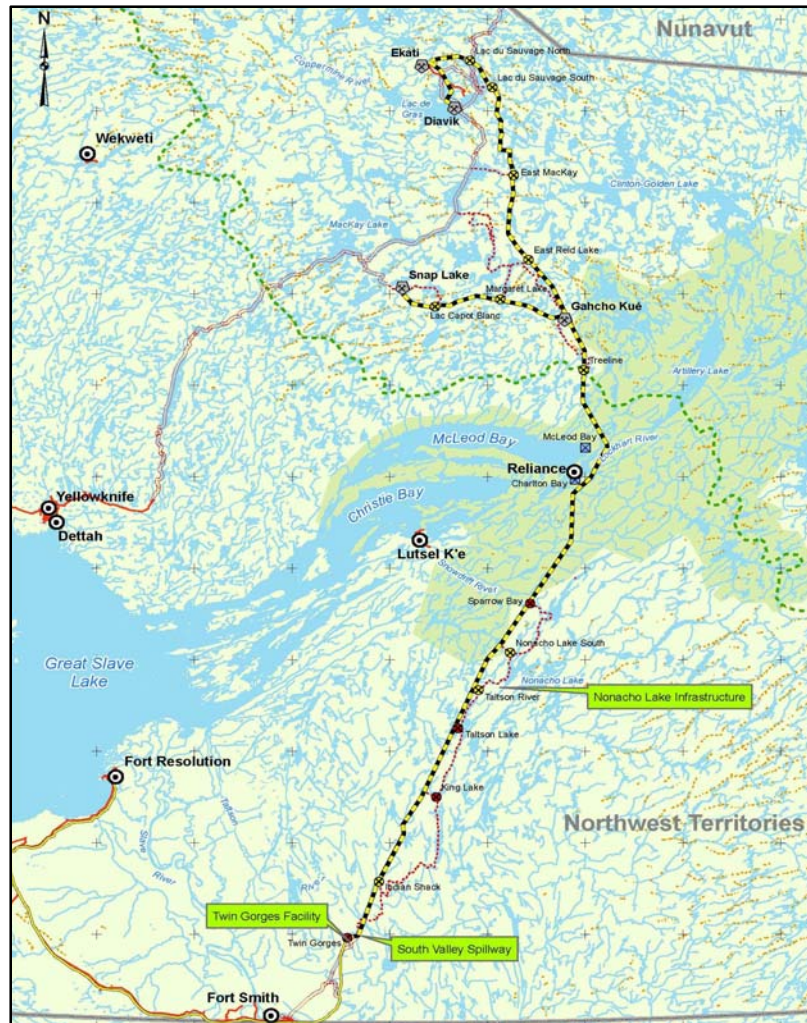 N
Nunavut
Ekati
Lac du Sauvage North
Coppermine River
Lac du Sauvage South
Lac de
Gras
Diavik
Wekweti
East MacKay
Clinton-Golden Lake
MacKay Lake
East Reid Lake
Snap Lake
Margaret Lake
Lac Capot Blanc
Gahcho Kué
Treeline
Artillery Lake
McLeod Bay
McLeod Bay
Lockhart River
Reliance
Charlton Bay
Yellowknife
Christie Bay
Dettah
Lutsel K'e
Snowdrift River
Sparrow Bay
Great Slave
Lake
Nonacho Lake South
Nonacho Lake
Taltson River
Nonacho Lake Infrastructure
Taltson Lake
Fort Resolution
King Lake
Taltson
River
Slave
River
Northwest Territories
Indian Shack
Twin Gorges Facility
Twin Gorges
South Valley Spillway
Fort Smith